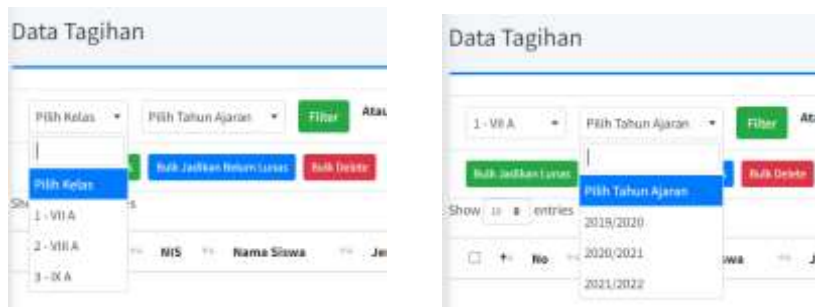 Data Tagihan
Pilih Kelas
Pilih Tahun Ajaran
Filter
Atau
Pilih Kelas
Bulk Jadikan Belum Lunas
Bulk Delete
1 - VII A
2 - VIII A
NIS
Nama Siswa
3 - IX A
Data Tagihan
1 - VII A
Pilih Tahun Ajaran
Filter
Bulk Jadikan Lunas
Bulk Delete
Pilih Tahun Ajaran
Show 10 entries
2019/2020
No
2020/2021
2021/2022